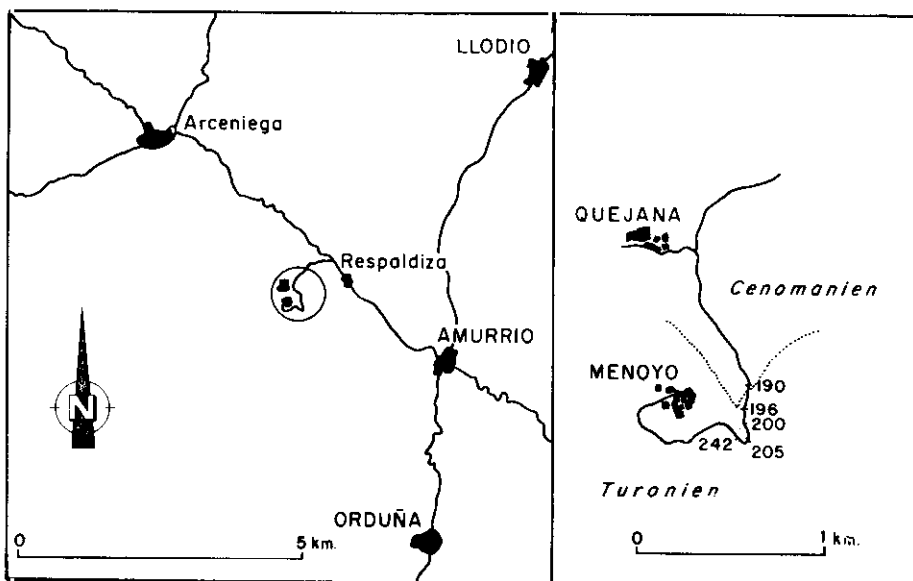 LLODIO
Arceniega
Respaldiza
AMURRIO
N
ORDUÑA
0 5 km.
QUEJANA
Cenomanien
MENOYO
190
196
200
242
205
Turonien
0 1 km.